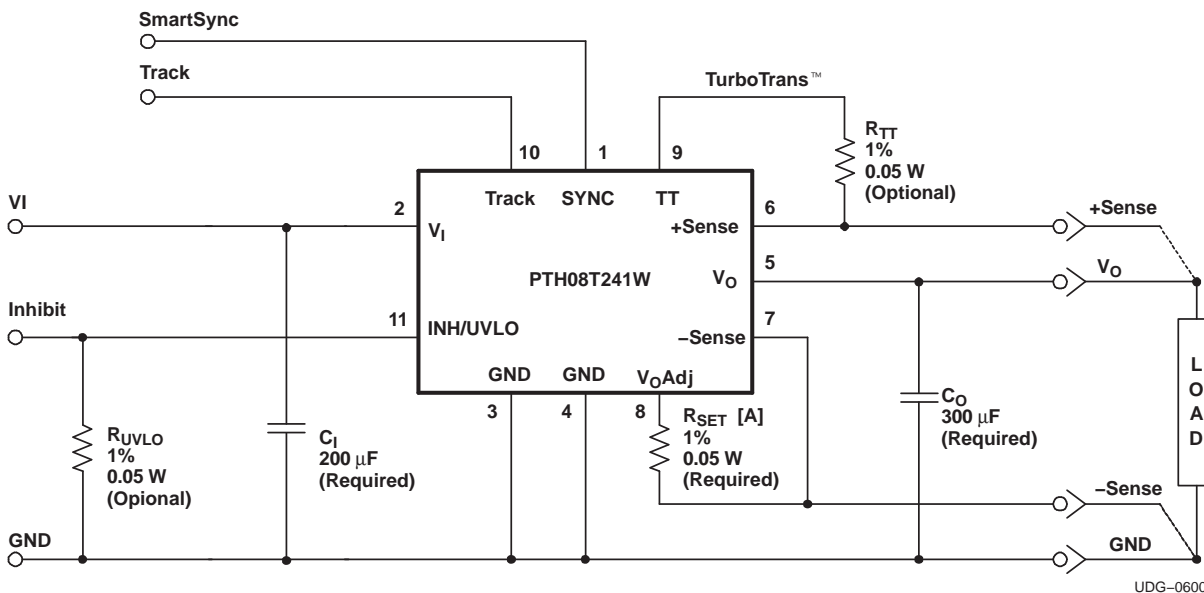 SmartSync
Track
TurboTrans™
RTT
1%
0.05 W
(Optional)
10
1
9
Track
SYNC
TT
VI
2
VI
6
+Sense
+Sense
PTH08T241W
5
VO
VO
Inhibit
11
INH/UVLO
7
–Sense
GND
GND
VOAdj
3
4
8
RSET [A]
1%
0.05 W
(Required)
RUVLO
1%
0.05 W
(Opional)
CI
200 μF
(Required)
CO
300 μF
(Required)
LOAD
–Sense
GND
GND
UDG–0600